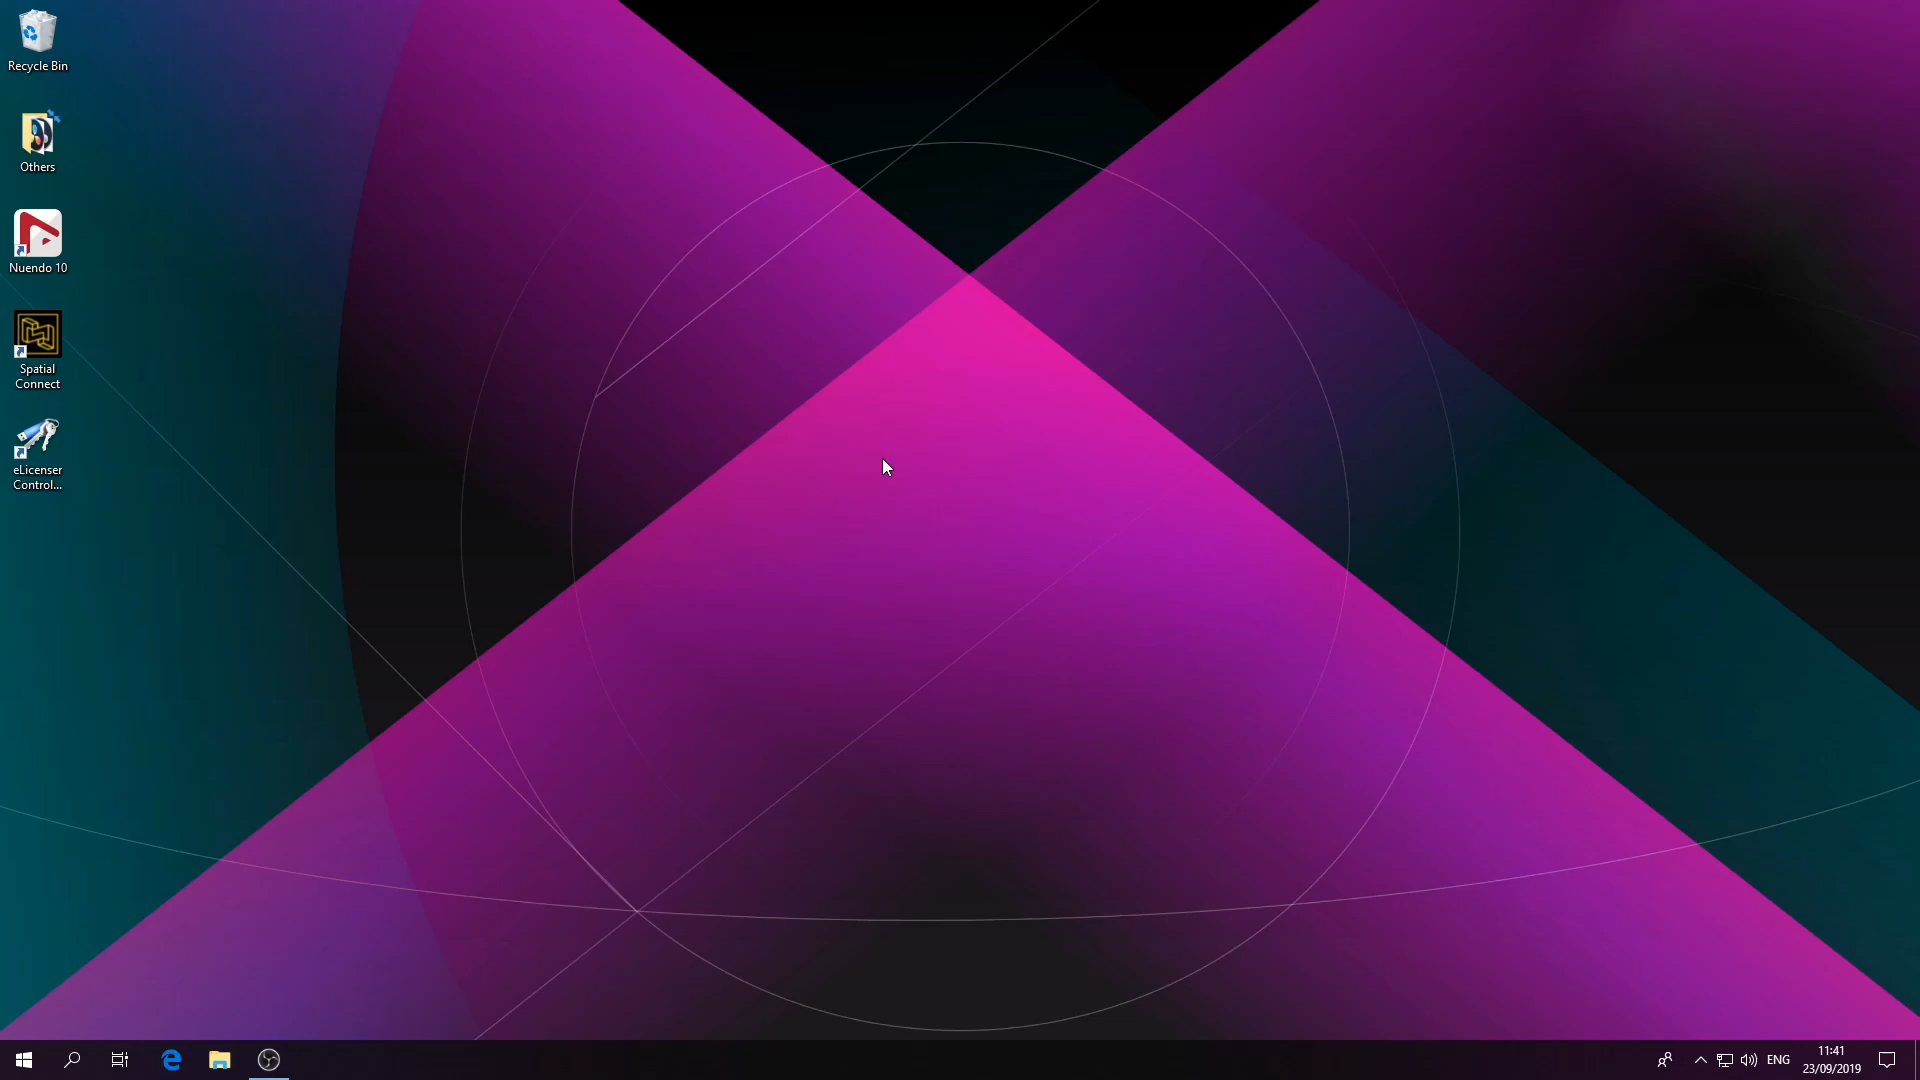 Recycle Bin
Others
Nuendo 10
Spatial
Connect
eLicenser
Control...
ENG
11:41
23/09/2019